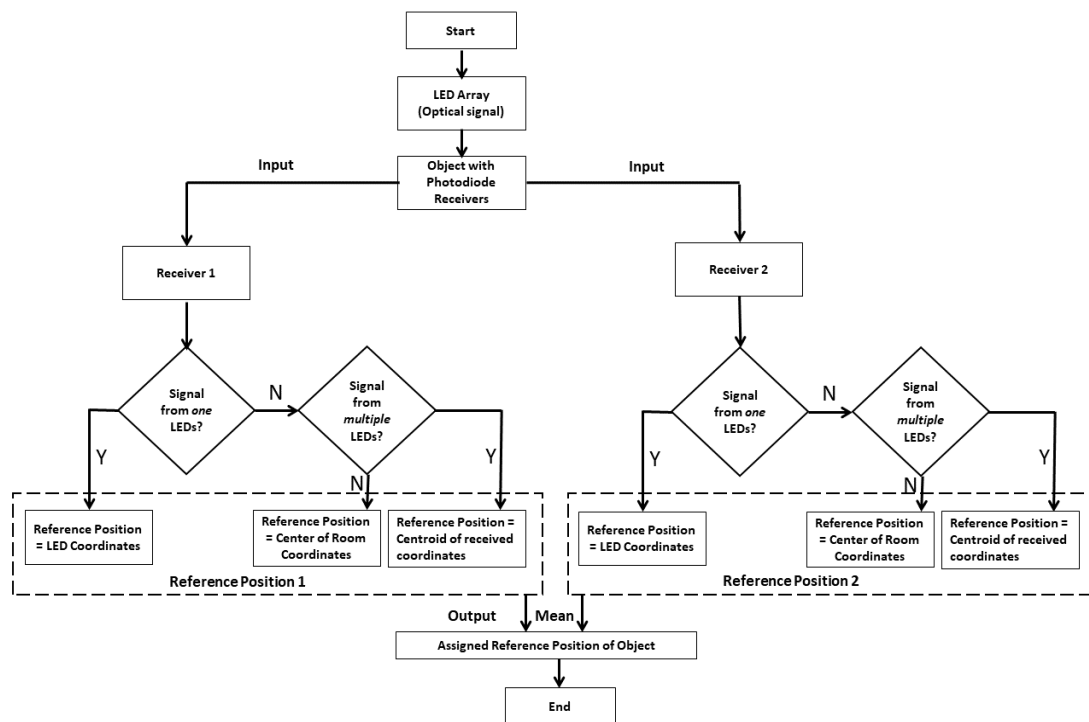 Start
LED Array
(Optical signal)
Input
Input
Object with
Photodiode
Receivers
Receiver 1
Receiver 2
Signal
from one
LEDs?
N
Signal
from
multiple
LEDs?
Y
N
Y
Signal
from one
LEDs?
N
Signal
from
multiple
LEDs?
Y
N
Y
Reference Position
= LED Coordinates
Reference Position
= Center of Room
Coordinates
Reference Position =
Centroid of received
coordinates
Reference Position 1
Reference Position
= LED Coordinates
Reference Position
= Center of Room
Coordinates
Reference Position =
Centroid of received
coordinates
Reference Position 2
Output
Mean
Assigned Reference Position of Object
End